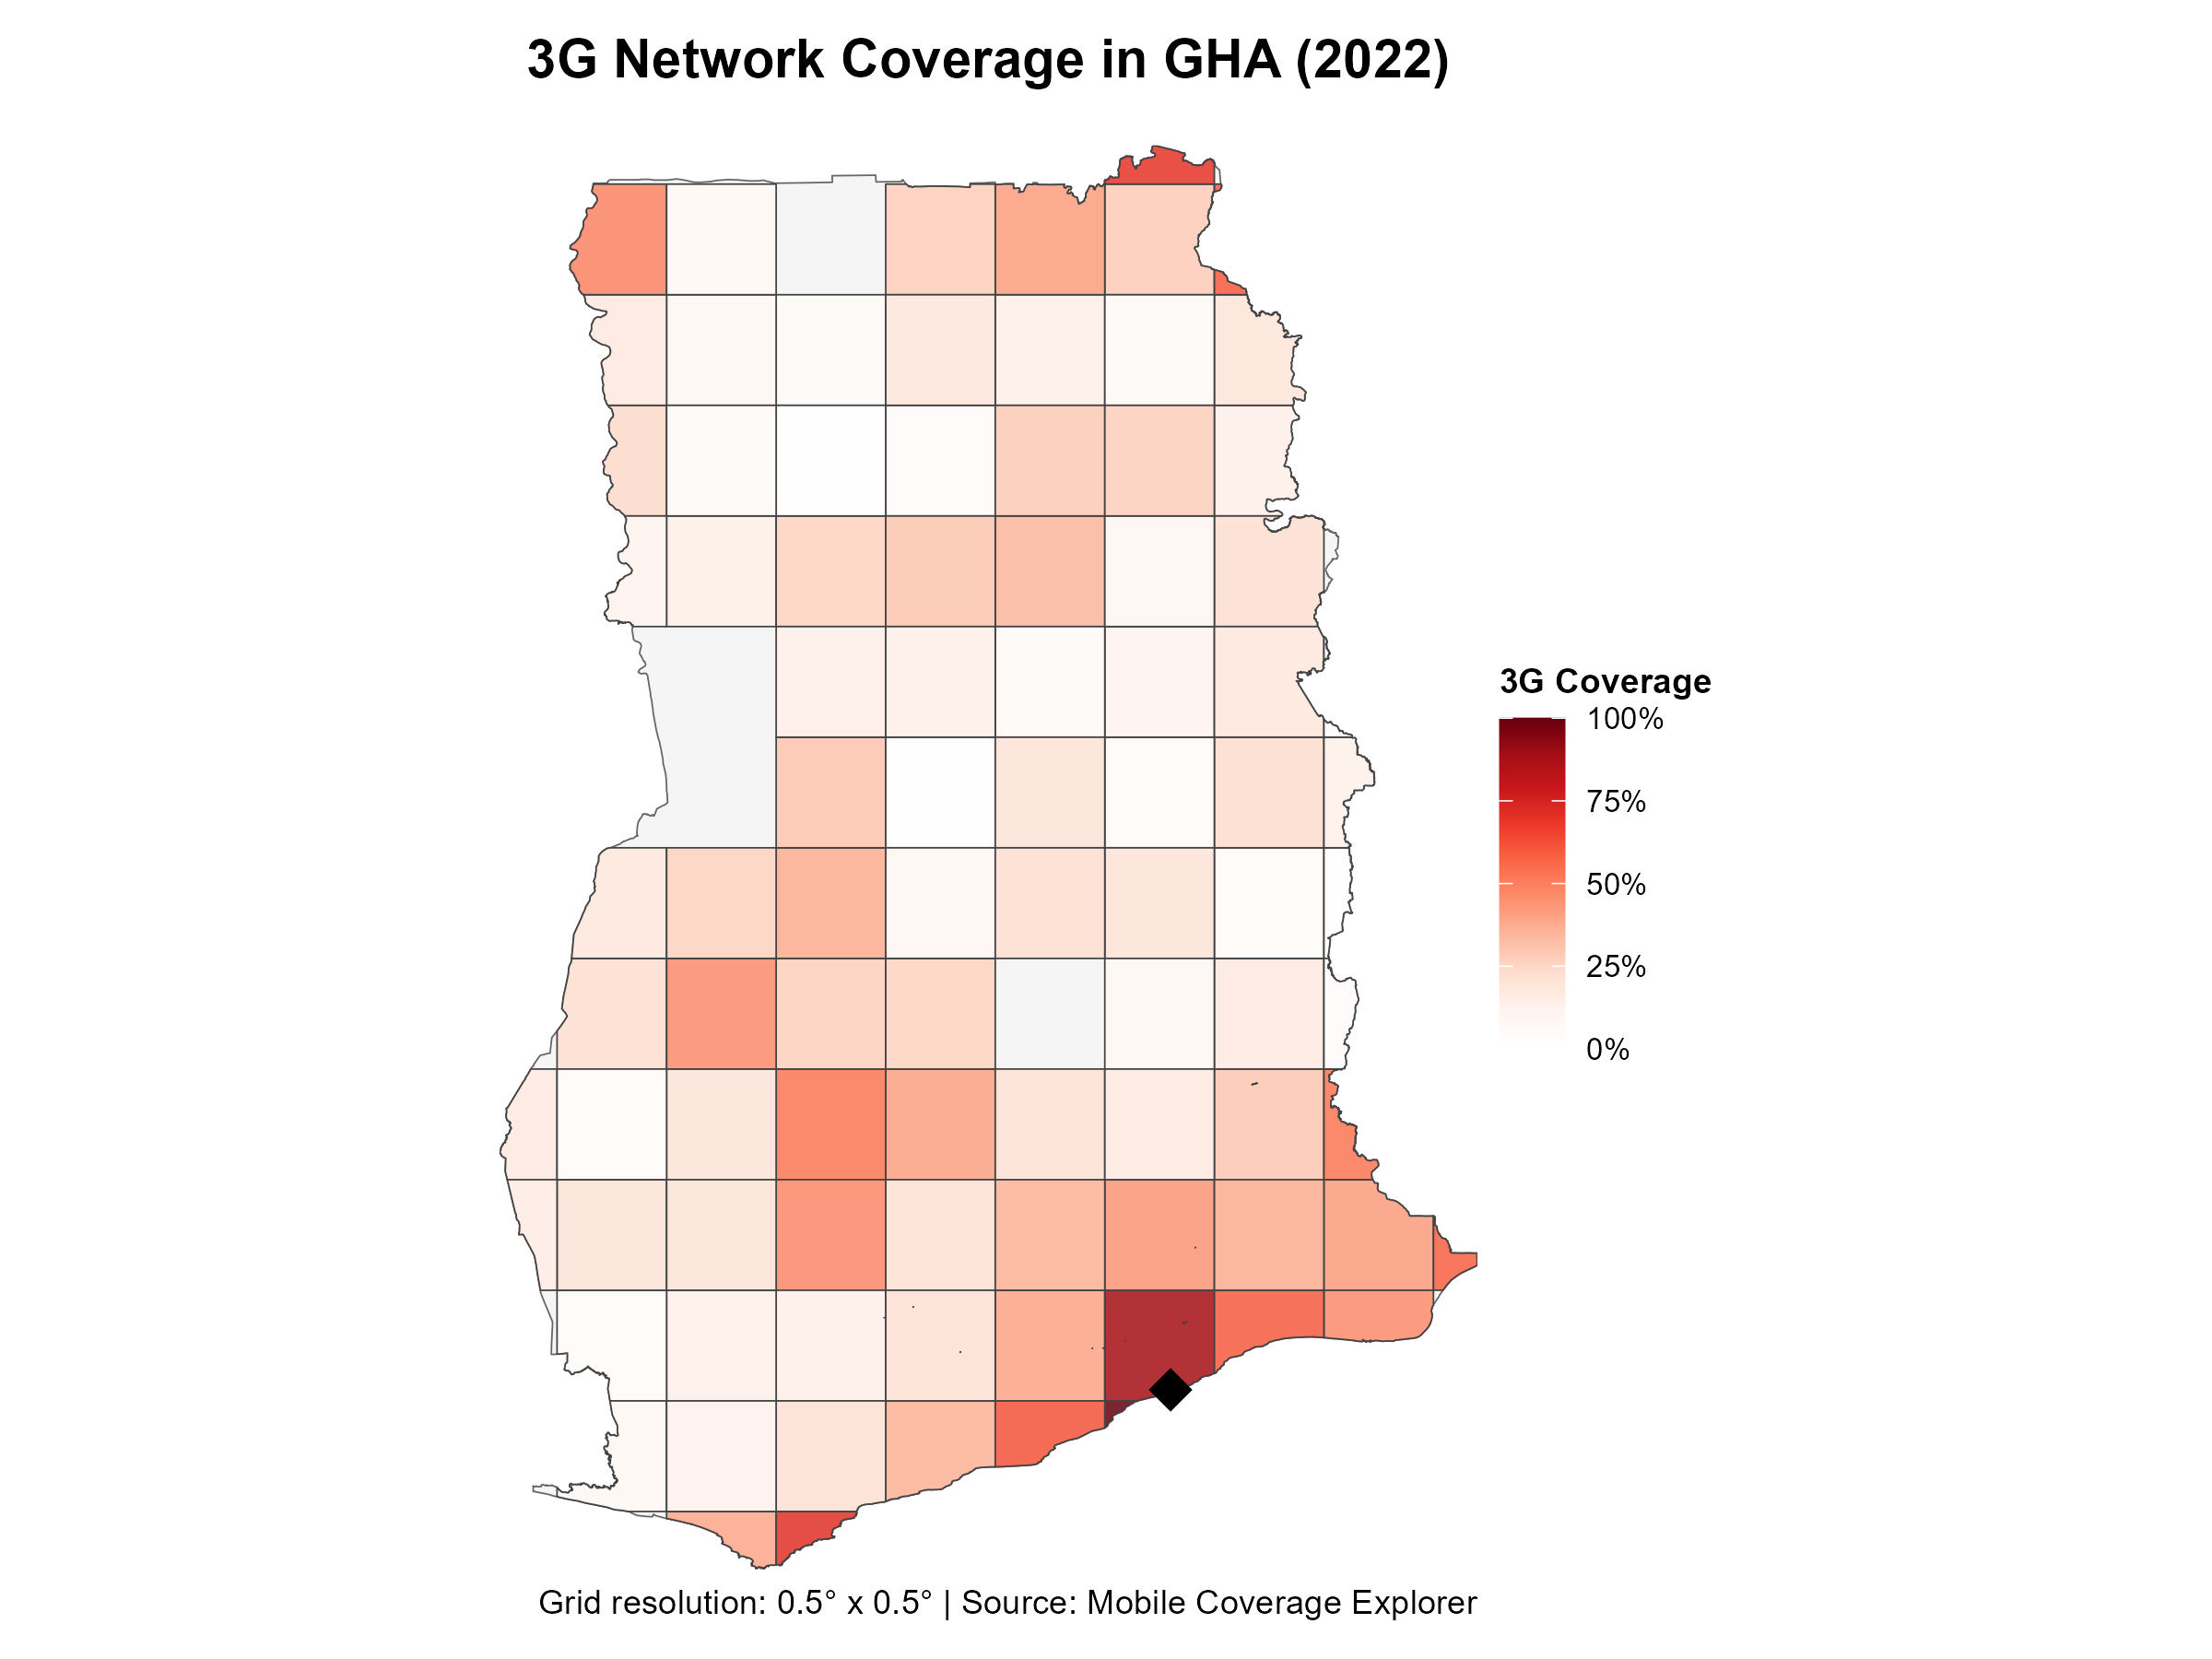 3G Network Coverage in GHA (2022)
3G Coverage
100%
75%
50%
25%
0%
Grid resolution: 0.5° x 0.5° | Source: Mobile Coverage Explorer